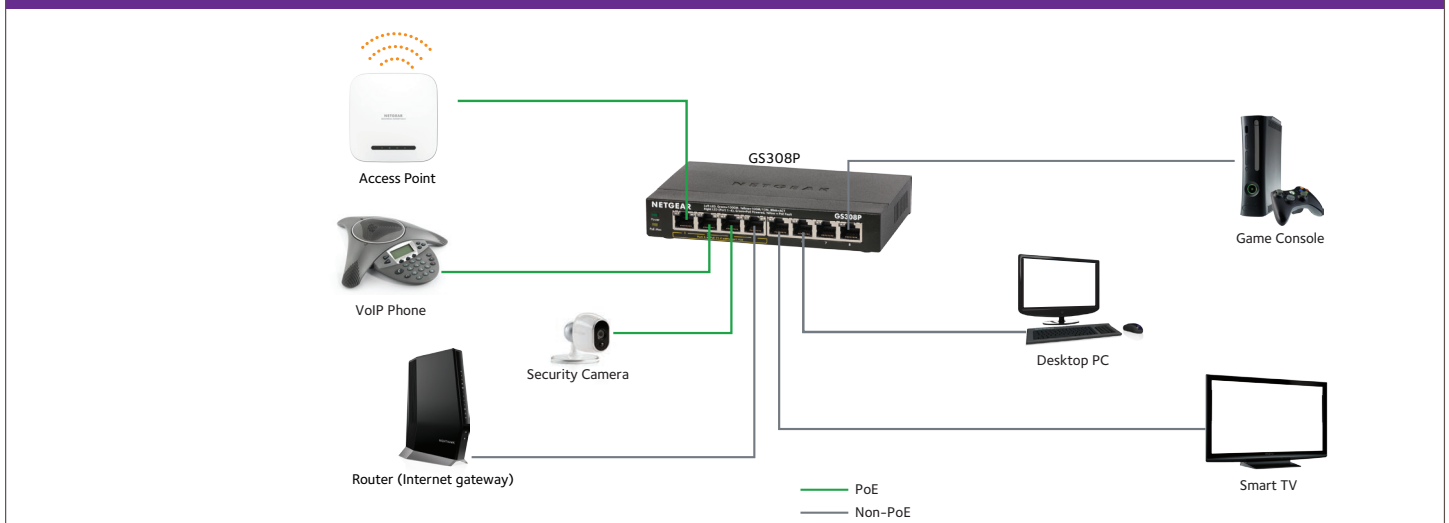 NETGEAR
Access Point
GS308P
NETGEAR
NETGEAR
GS308P
Game Console
VoIP Phone
Security Camera
Desktop PC
Router (Internet gateway)
Smart TV
PoE
Non-PoE